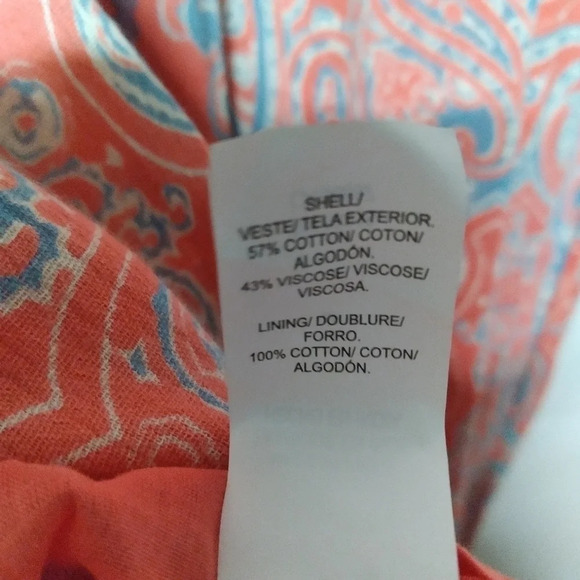 SHELL/
VESTE/ TELA EXTERIOR.
57% COTTON/ COTON/
ALGODÓN.
43% VISCOSE/ VISCOSE/
VISCOSA.
LINING/ DOUBLURE/
FORRO.
100% COTTON/ COTON/
ALGODÓN.